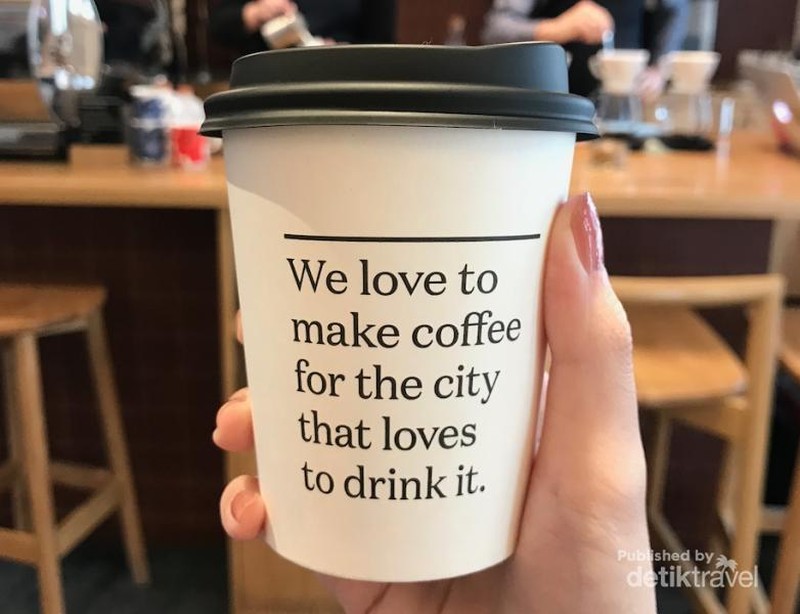 We love to
make coffee
for the city
that loves
to drink it.
Published by
detiktravel